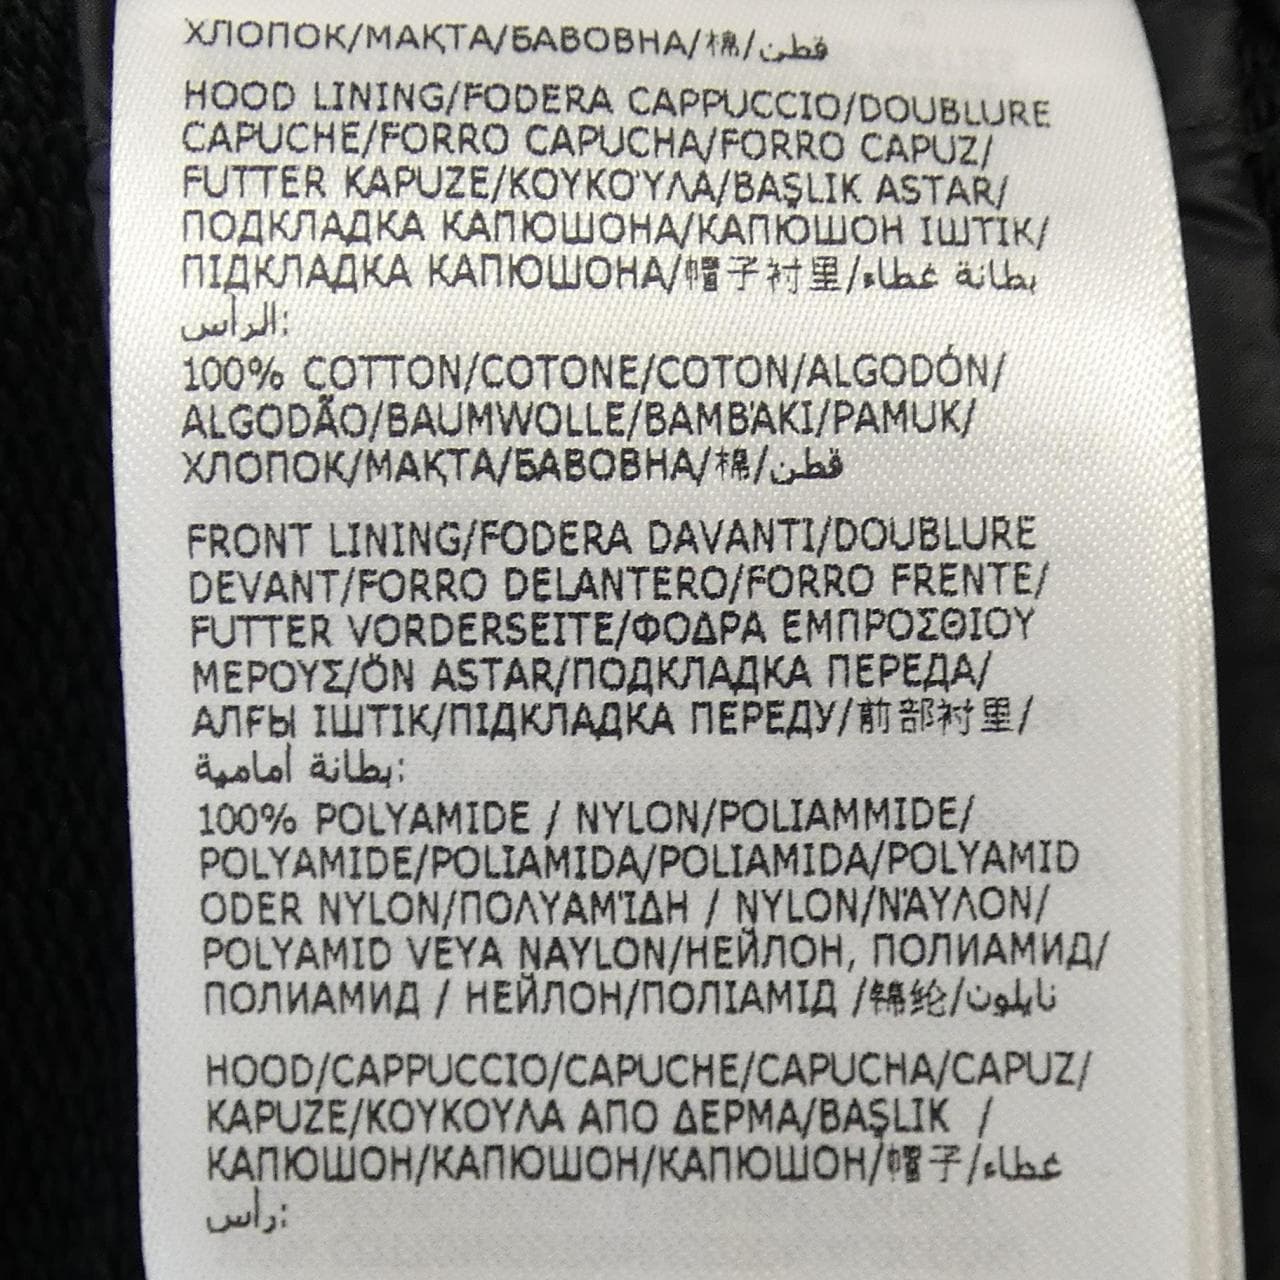 ХЛОПОК/МАҚТА/БАВОВНА/棉/قطن
HOOD LINING/FODERA CAPPUCCIO/DOUBLURE
CAPUCHE/FORRO CAPUCHA/FORRO CAPUZ/
FUTTER KAPUZE/ΚΟΥΚΟΎΛΑ/BAŞLIK ASTAR/
ПОДКЛАДКА КАПЮШОНА/КАПЮШОН ІШТІК/
ПІДКЛАДКА КАПЮШОНА/帽子衬里/بطانة غطاء
الرأس:
100% COTTON/COTONE/COTON/ALGODÓN/
ALGODÃO/BAUMWOLLE/ΒΑΜΒΆΚΙ/PAMUK/
ХЛОПОК/МАҚТА/БАВОВНА/棉/قطن
FRONT LINING/FODERA DAVANTI/DOUBLURE
DEVANT/FORRO DELANTERO/FORRO FRENTE/
FUTTER VORDERSEITE/ΦΟΔΡΑ ΕΜΠΡΟΣΘΙΟΥ
ΜΕΡΟΥΣ/ÖN ASTAR/ПОДКЛАДКА ПЕРЕДА/
АЛҒЫ ІШТІК/ПІДКЛАДКА ПЕРЕДУ/前部衬里/
بطانة أمامية:
100% POLYAMIDE / NYLON/POLIAMMIDE/
POLYAMIDE/POLIAMIDA/POLIAMIDA/POLYAMID
ODER NYLON/ΠΟΛΥΑΜΊΔΗ / NYLON/ΝΆΥΛΟΝ/
POLYAMID VEYA NAYLON/НЕЙЛОН, ПОЛИАМИД/
ПОЛИАМИД / НЕЙЛОН/ПОЛІАМІД /锦纶/نايلون
HOOD/CAPPUCCIO/CAPUCHE/CAPUCHA/CAPUZ/
KAPUZE/ΚΟΥΚΟΥΛΑ ΑΠΟ ΔΕΡΜΑ/BAŞLIK /
КАПЮШОН/КАПЮШОН/КАПЮШОН/帽子/غطاء
رأس: